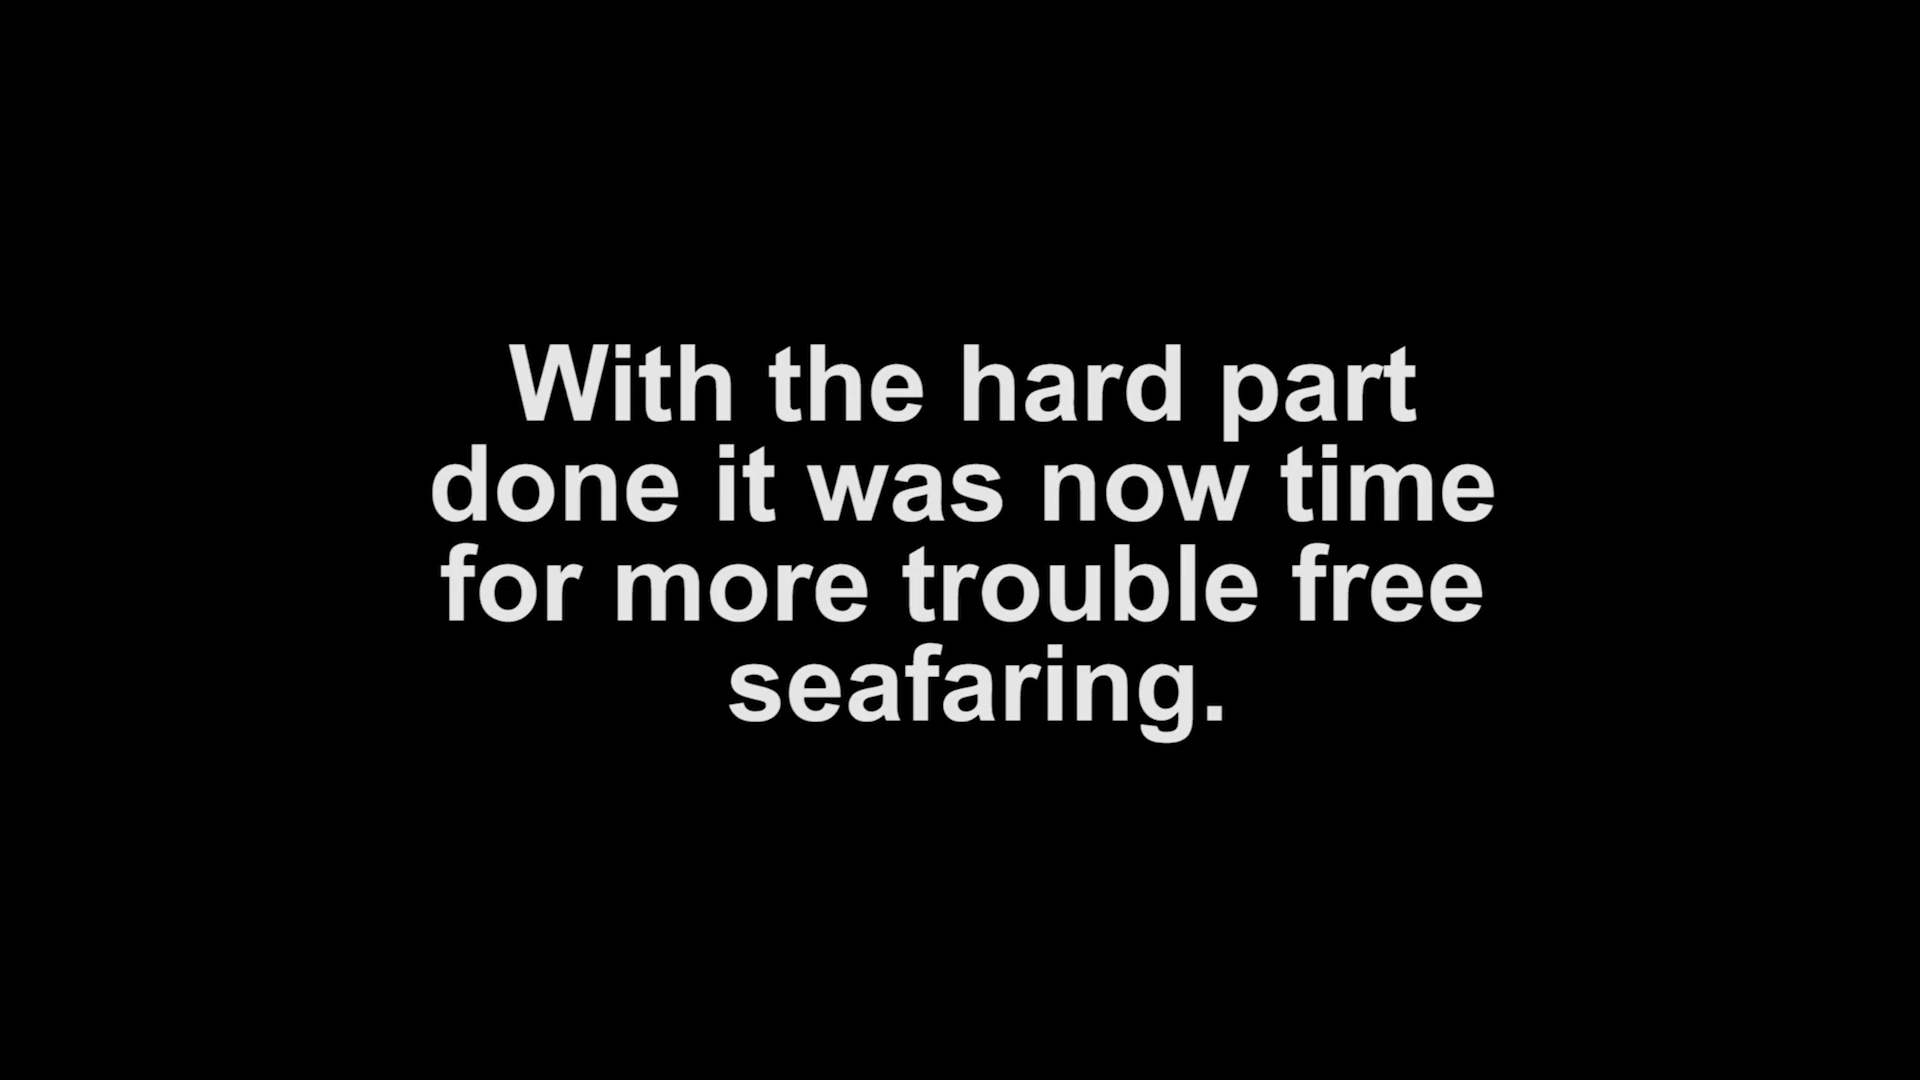 With the hard part
done it was now time
for more trouble free
seafaring.